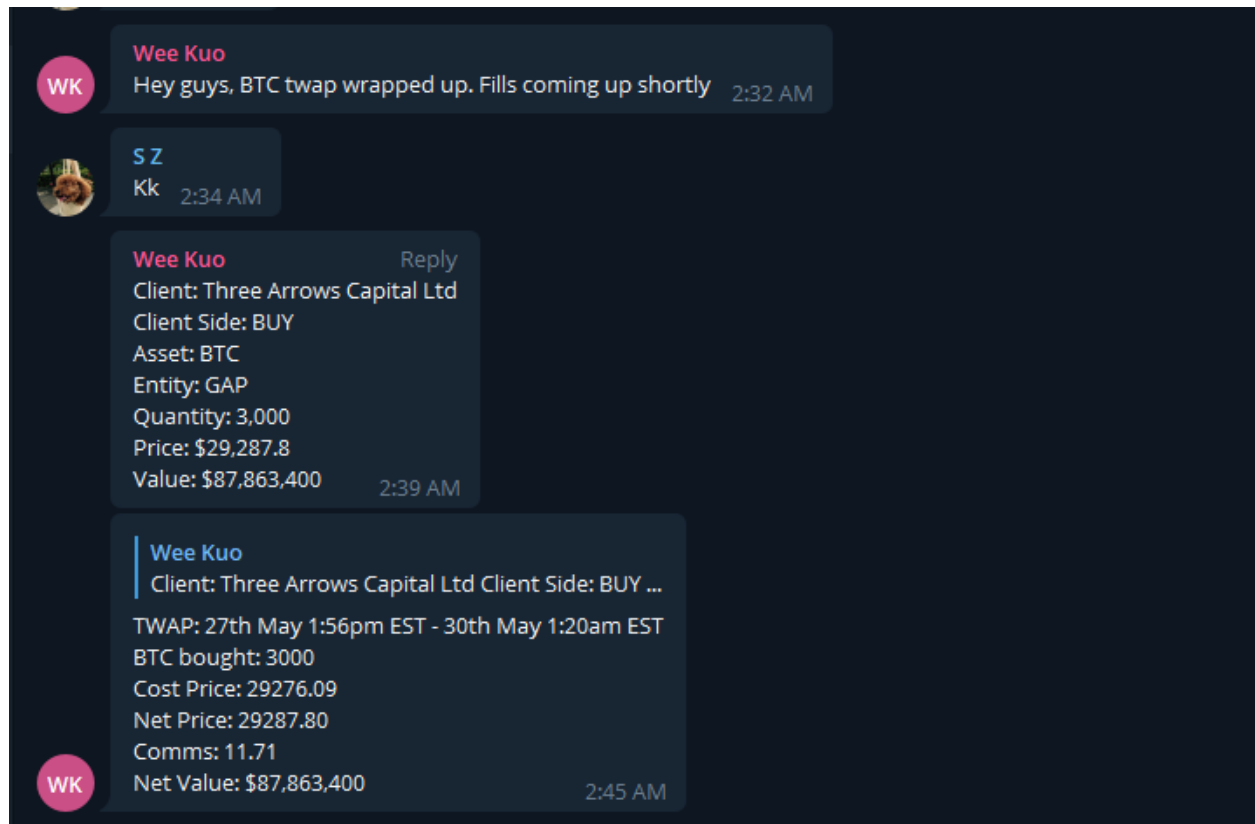 Wee Kuo
WK
Hey guys, BTC twap wrapped up. Fills coming up shortly 2:32 AM
S Z
Kk 2:34 AM
Wee Kuo Reply
Client: Three Arrows Capital Ltd
Client Side: BUY
Asset: BTC
Entity: GAP
Quantity: 3,000
Price: $29,287.8
Value: $87,863,400 2:39 AM
Wee Kuo
Client: Three Arrows Capital Ltd Client Side: BUY ...
TWAP: 27th May 1:56pm EST - 30th May 1:20am EST
BTC bought: 3000
Cost Price: 29276.09
Net Price: 29287.80
Comms: 11.71
WK
Net Value: $87,863,400 2:45 AM